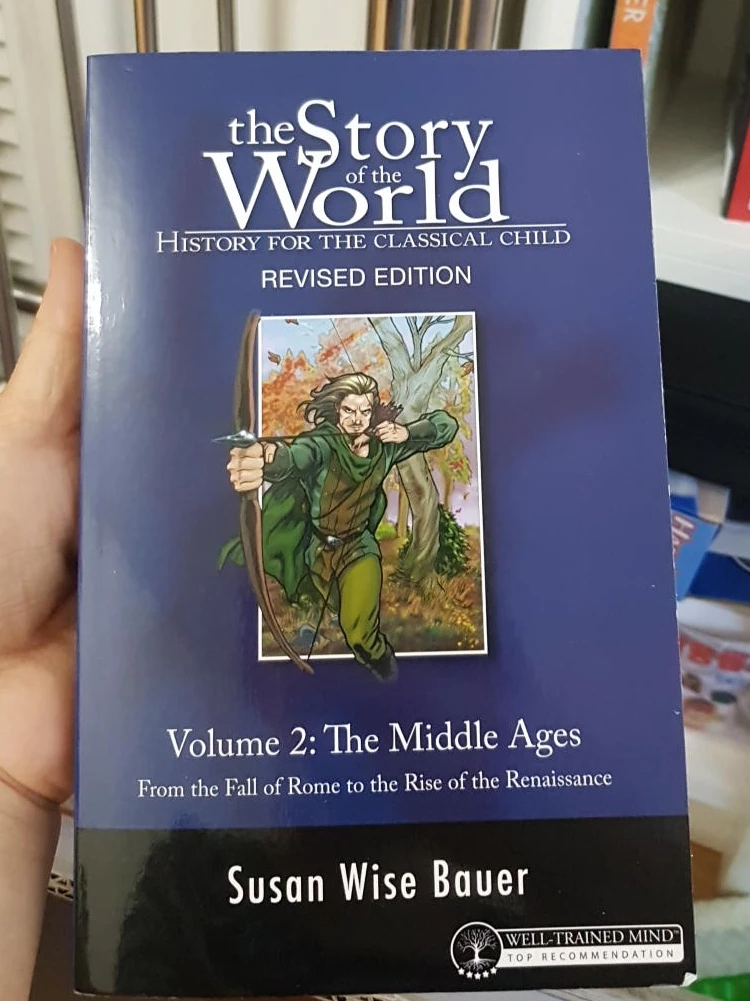 the Story
of the
World
HISTORY FOR THE CLASSICAL CHILD
REVISED EDITION
Volume 2: The Middle Ages
From the Fall of Rome to the Rise of the Renaissance
Susan Wise Bauer
WELL-TRAINED MIND™
TOP RECOMMENDATION